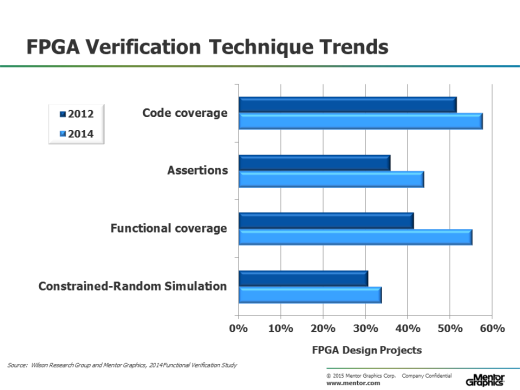 FPGA Verification Technique Trends
2012
2014
Code coverage
Assertions
Functional coverage
Constrained-Random Simulation
0% 10% 20% 30% 40% 50% 60%
FPGA Design Projects
Source: Wilson Research Group and Mentor Graphics, 2014 Functional Verification Study
© 2015 Mentor Graphics Corp. Company Confidential
www.mentor.com
Mentor
Graphics